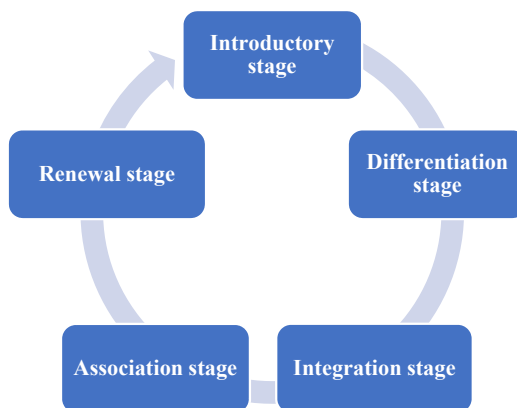 Introductory
stage
Differentiation
stage
Integration stage
Association stage
Renewal stage